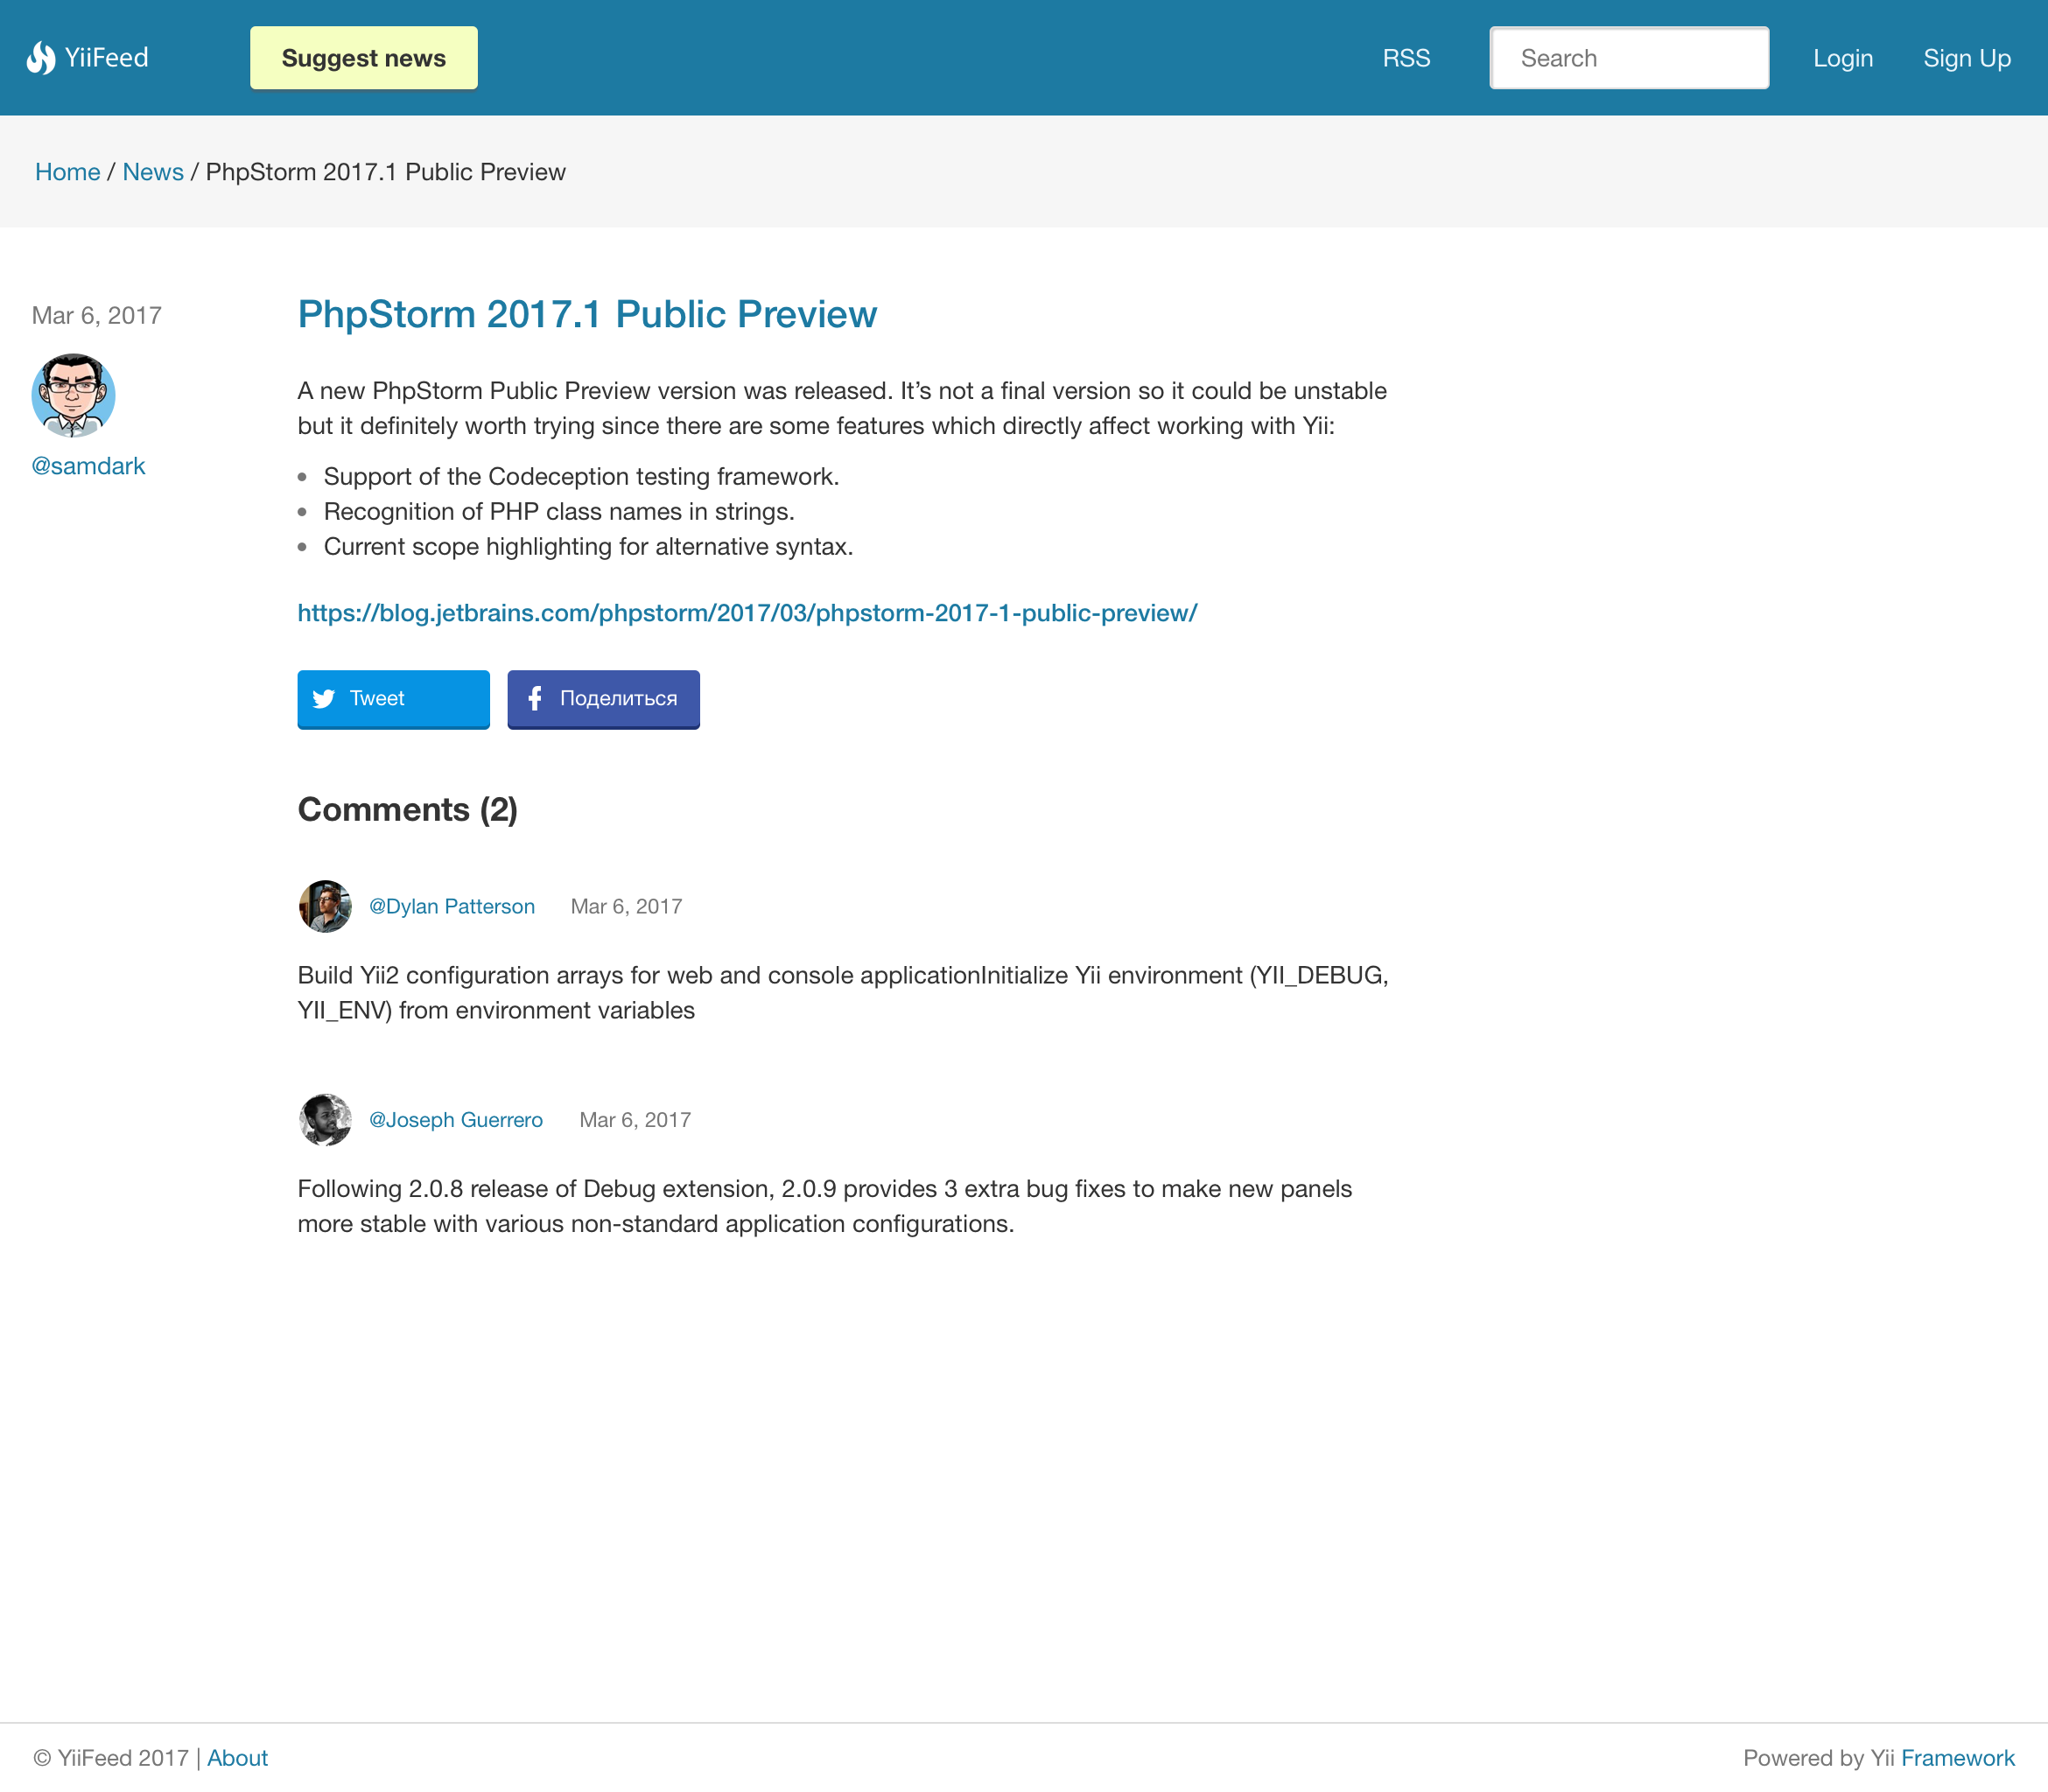 YiiFeed
Suggest news
RSS
Search
Login
Sign Up
Home / News / PhpStorm 2017.1 Public Preview
Mar 6, 2017
@samdark
PhpStorm 2017.1 Public Preview
A new PhpStorm Public Preview version was released. It’s not a final version so it could be unstable
but it definitely worth trying since there are some features which directly affect working with Yii:
Support of the Codeception testing framework.
Recognition of PHP class names in strings.
Current scope highlighting for alternative syntax.
https://blog.jetbrains.com/phpstorm/2017/03/phpstorm-2017-1-public-preview/
Tweet
Поделиться
Comments (2)
@Dylan Patterson Mar 6, 2017
Build Yii2 configuration arrays for web and console applicationInitialize Yii environment (YII_DEBUG,
YII_ENV) from environment variables
@Joseph Guerrero Mar 6, 2017
Following 2.0.8 release of Debug extension, 2.0.9 provides 3 extra bug fixes to make new panels
more stable with various non-standard application configurations.
© YiiFeed 2017 | About
Powered by Yii Framework